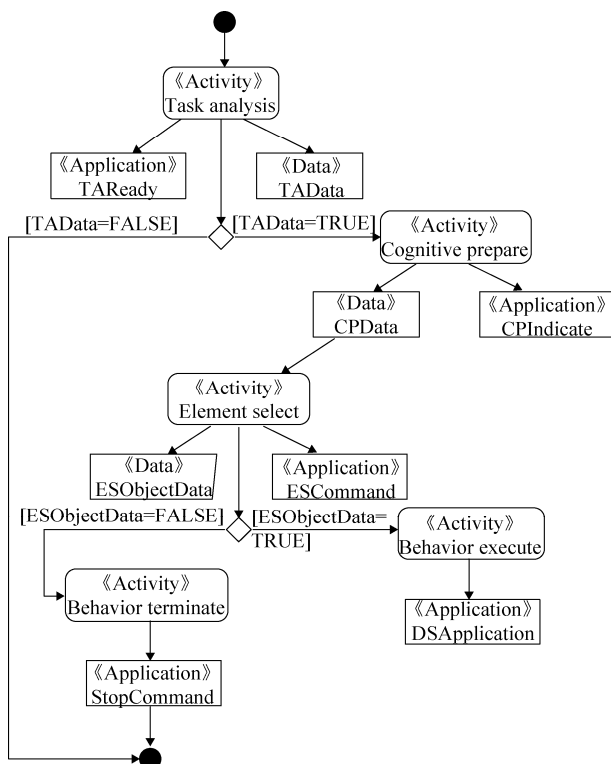 《Activity》
Task analysis
《Application》
TAReady
《Data》
TAData
[TAData=FALSE]
[TAData=TRUE]
《Activity》
Cognitive prepare
《Data》
CPData
《Application》
CPIndicate
《Activity》
Element select
《Data》
ESObjectData
《Application》
ESCommand
[ESObjectData=FALSE]
[ESObjectData=
TRUE]
《Activity》
Behavior execute
《Activity》
Behavior terminate
《Application》
DSApplication
《Application》
StopCommand